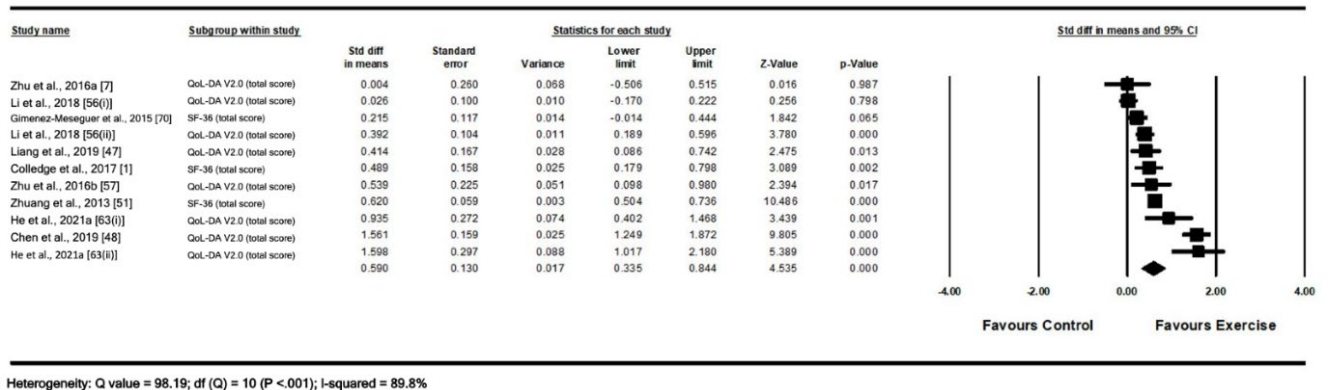 Study name Subgroup within study Statistics for each study Std diff in means and 95% CI
Std diff in means Standard error Variance Lower limit Upper limit Z-Value p-Value
Zhu et al., 2016a [7] QoL-DA V2.0 (total score) 0.004 0.260 0.068 -0.506 0.515 0.016 0.987
Li et al., 2018 [56(i)] QoL-DA V2.0 (total score) 0.026 0.100 0.010 -0.170 0.222 0.256 0.798
Gimenez-Meseguer et al., 2015 [70] SF-36 (total score) 0.215 0.117 0.014 -0.014 0.444 1.842 0.065
Li et al., 2018 [56(ii)] QoL-DA V2.0 (total score) 0.392 0.104 0.011 0.189 0.596 3.780 0.000
Liang et al., 2019 [47] QoL-DA V2.0 (total score) 0.414 0.167 0.028 0.086 0.742 2.475 0.013
Colledge et al., 2017 [1] SF-36 (total score) 0.489 0.158 0.025 0.179 0.798 3.089 0.002
Zhu et al., 2016b [57] QoL-DA V2.0 (total score) 0.539 0.225 0.051 0.098 0.980 2.394 0.017
Zhuang et al., 2013 [51] SF-36 (total score) 0.620 0.059 0.003 0.504 0.736 10.486 0.000
He et al., 2021a [63(i)] QoL-DA V2.0 (total score) 0.935 0.272 0.074 0.402 1.468 3.439 0.001
Chen et al., 2019 [48] QoL-DA V2.0 (total score) 1.561 0.159 0.025 1.249 1.872 9.805 0.000
He et al., 2021a [63(ii)] QoL-DA V2.0 (total score) 1.598 0.297 0.088 1.017 2.180 5.389 0.000
0.590 0.130 0.017 0.335 0.844 4.535 0.000
-4.00 -2.00 0.00 2.00 4.00
Favours Control Favours Exercise
Heterogeneity: Q value = 98.19; df (Q) = 10 (P <.001); I-squared = 89.8%